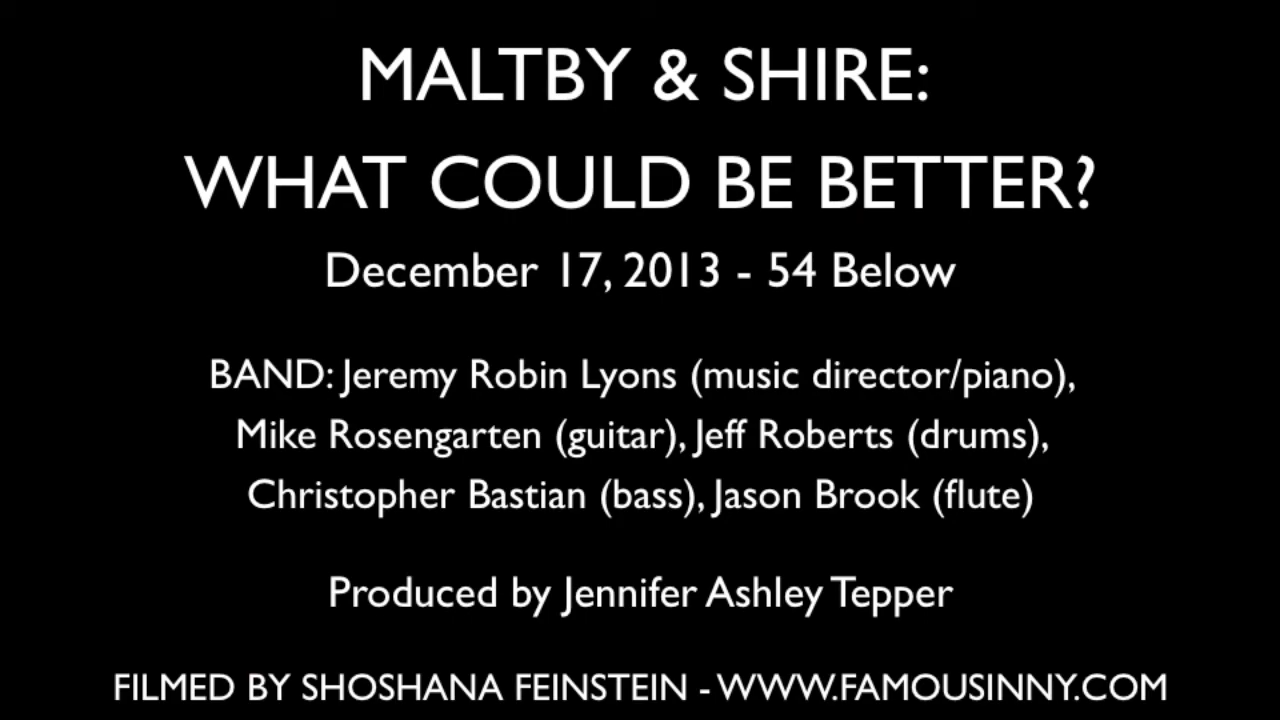 MALTBY & SHIRE:
WHAT COULD BE BETTER?
December 17, 2013 - 54 Below
BAND: Jeremy Robin Lyons (music director/piano),
Mike Rosengarten (guitar), Jeff Roberts (drums),
Christopher Bastian (bass), Jason Brook (flute)
Produced by Jennifer Ashley Tepper
FILMED BY SHOSHANA FEINSTEIN - WWW.FAMOUSINNY.COM